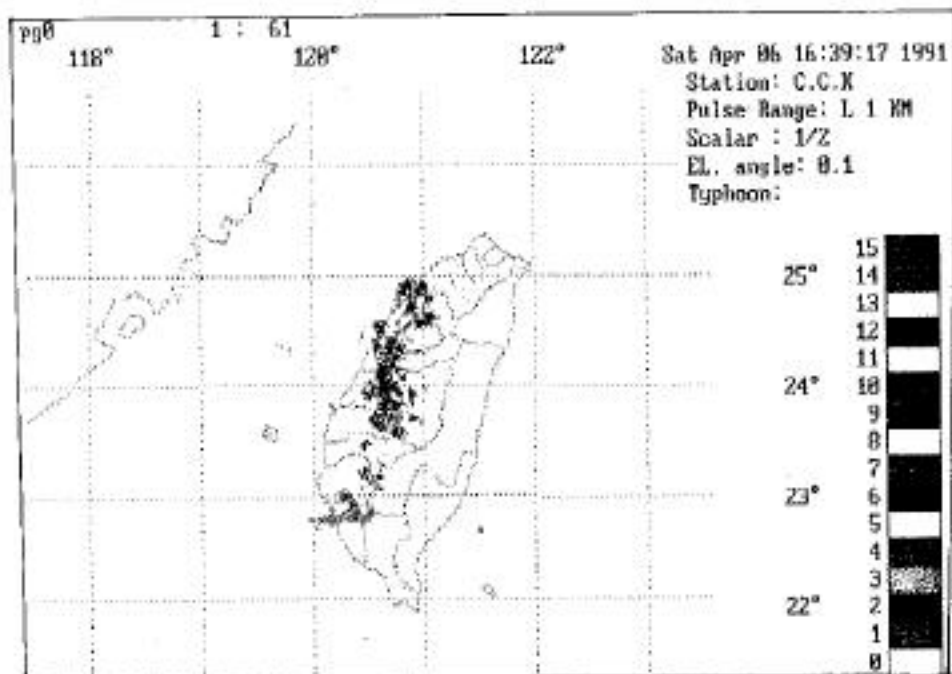 pg0 1 : 61
118° 120° 122°
Sat Apr 06 16:39:17 1991
Station: C.C.K
Pulse Range: L 1 KM
Scalar : 1/2
EL. angle: 0.1
Typhoon:
25°
24°
23°
22°
15
14
13
12
11
10
9
8
7
6
5
4
3
2
1
0